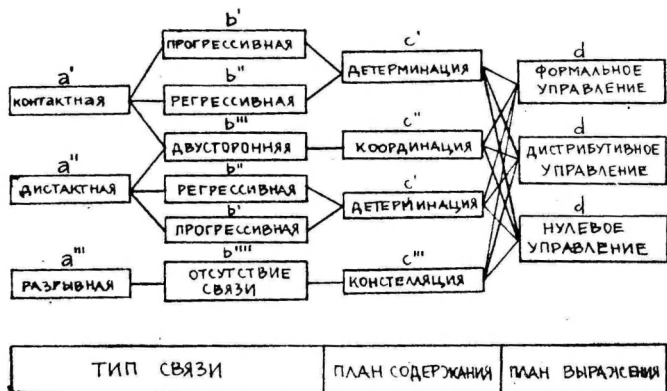 b'
ПРОГРЕССИВНАЯ
c'
ДЕТЕРМИНАЦИЯ
d
ФОРМАЛЬНОЕ
УПРАВЛЕНИЕ
a'
КОНТАКТНАЯ
b"
РЕГРЕССИВНАЯ
b'''
ДВУСТОРОННЯЯ
c"
КООРДИНАЦИЯ
d
ДИСТРИБУТИВНОЕ
УПРАВЛЕНИЕ
a"
ДИСТАКТНАЯ
b"
РЕГРЕССИВНАЯ
c'
ДЕТЕРМИНАЦИЯ
b'
ПРОГРЕССИВНАЯ
d
НУЛЕВОЕ
УПРАВЛЕНИЕ
a'''
РАЗРЫВНАЯ
b''''
ОТСУТСТВИЕ
СВЯЗИ
c'''
КОНСТЕЛЛЯЦИЯ
ТИП СВЯЗИ
ПЛАН СОДЕРЖАНИЯ
ПЛАН ВЫРАЖЕНИЯ